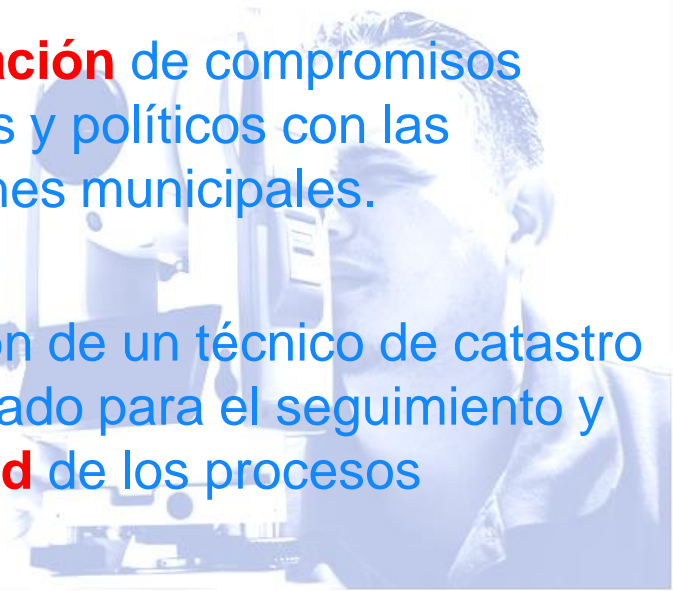 ación de compromisos
s y políticos con las
nes municipales.
ón de un técnico de catastro
ado para el seguimiento y
d de los procesos